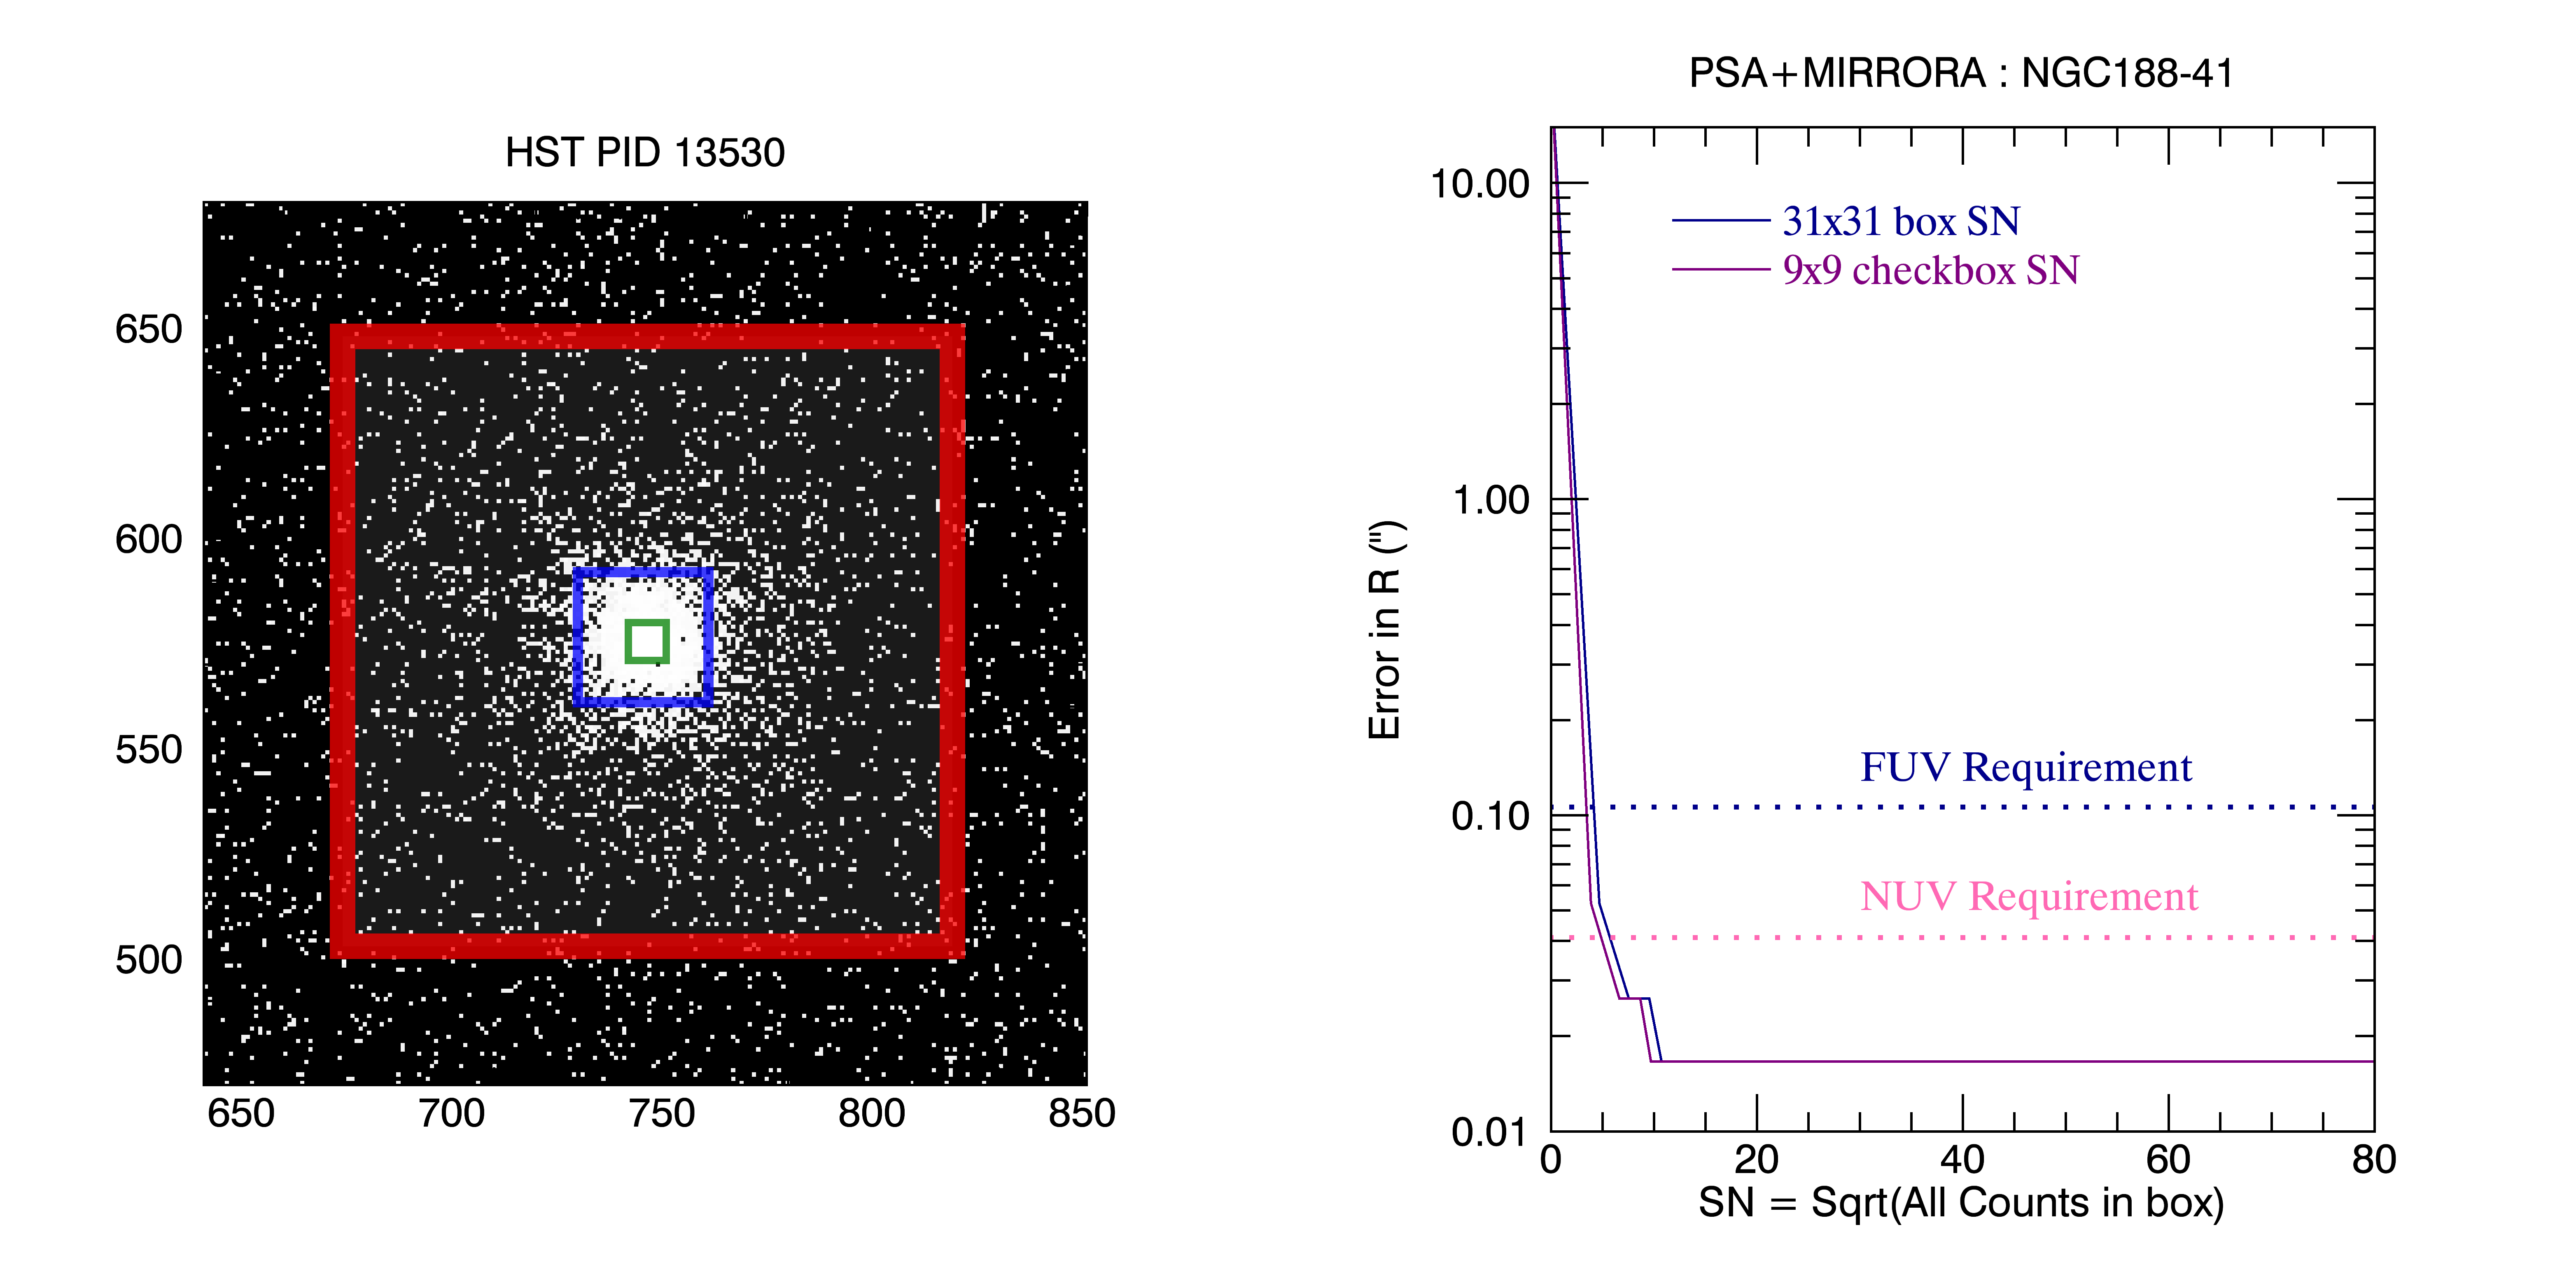 HST PID 13530
650
600
550
500
650 700 750 800 850
PSA+MIRRORA : NGC188-41
10.00
1.00
0.10
0.01
Error in R (")
31x31 box SN
9x9 checkbox SN
FUV Requirement
NUV Requirement
0 20 40 60 80
SN = Sqrt(All Counts in box)